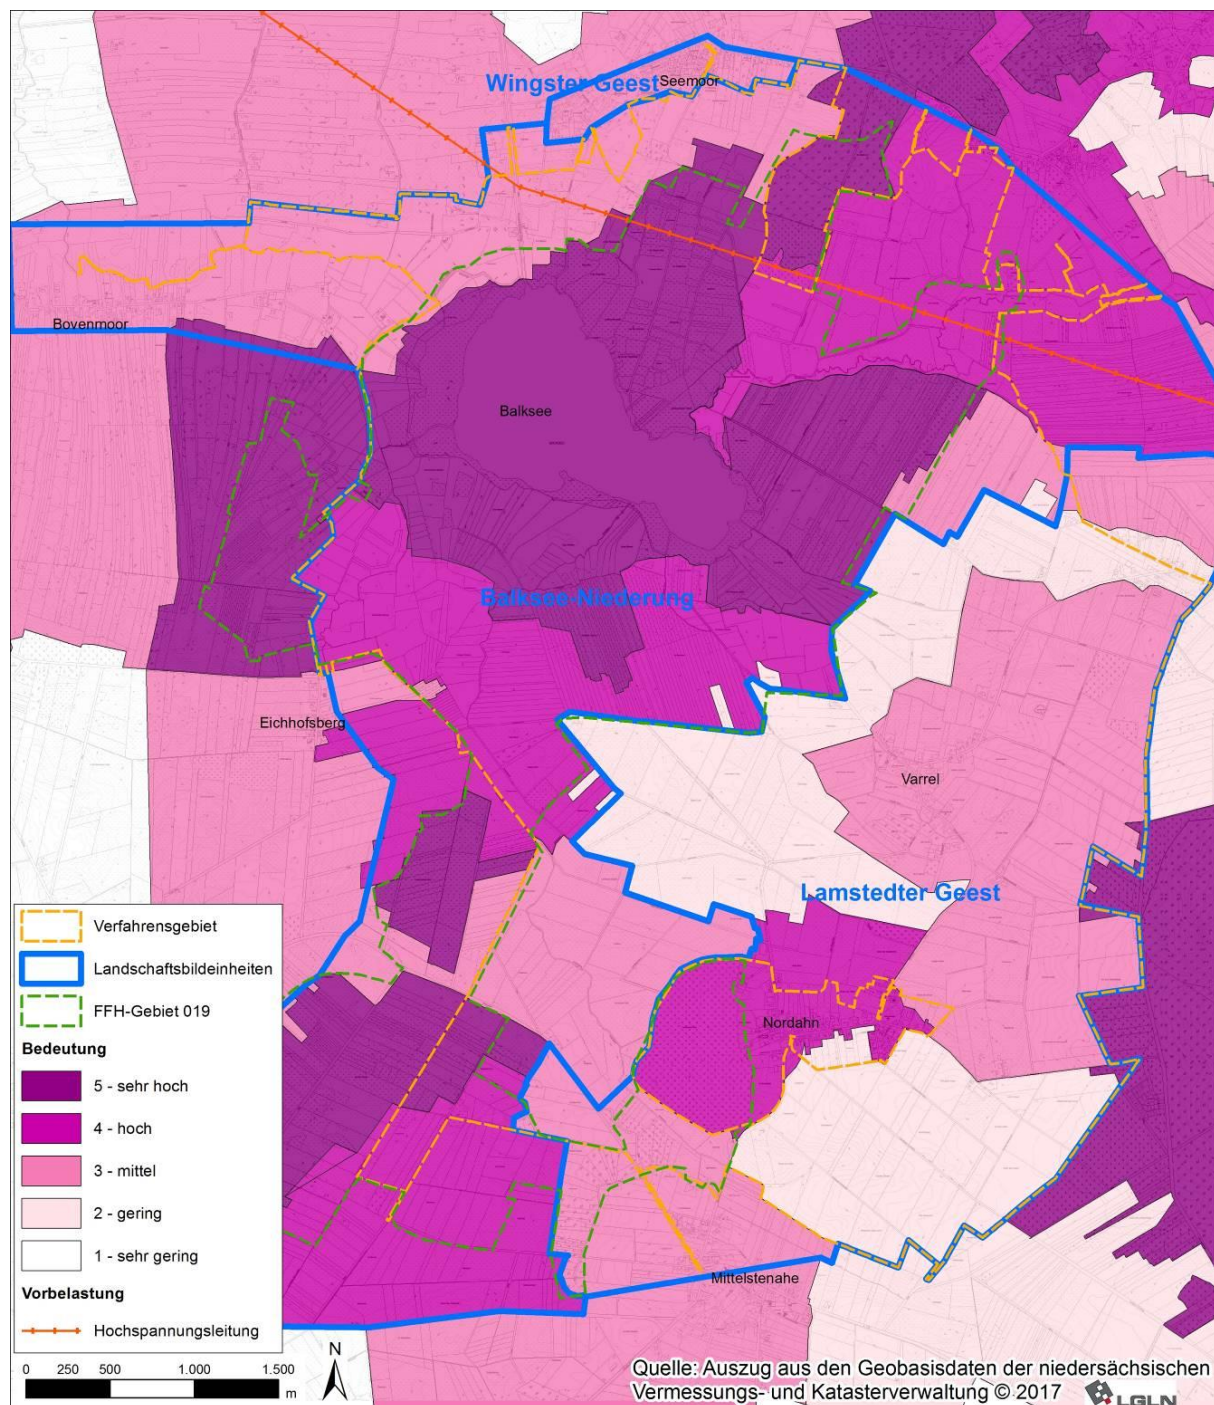 Wingster Geest
Seemoor
Bovenmoor
Balksee
Balksee-Niederung
Eichhofsberg
Varrel
Lamstedter Geest
Nordahn
Mittelstenahe
Verfahrensgebiet
Landschaftsbildeinheiten
FFH-Gebiet 019
Bedeutung
5 - sehr hoch
4 - hoch
3 - mittel
2 - gering
1 - sehr gering
Vorbelastung
Hochspannungsleitung
0 250 500 1.000 1.500
m
N
Quelle: Auszug aus den Geobasisdaten der niedersächsischen
Vermessungs- und Katasterverwaltung © 2017
LGLN